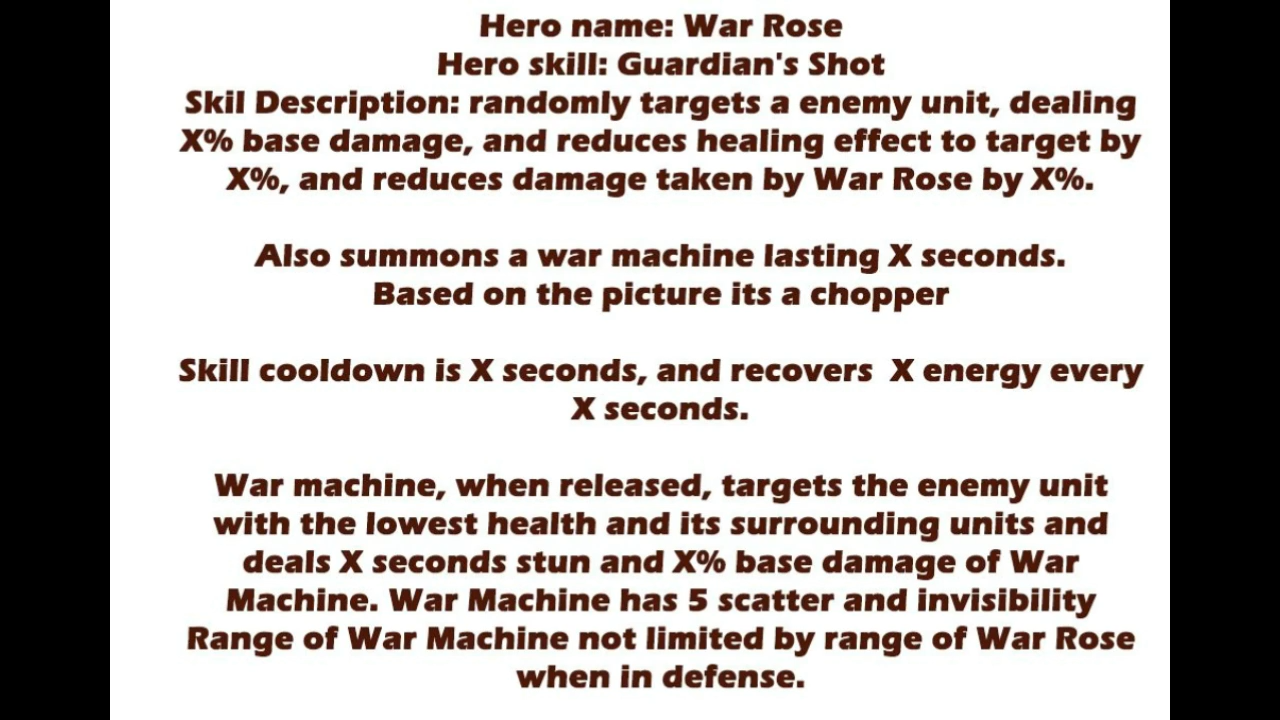 Hero name: War Rose
Hero skill: Guardian's Shot
Skil Description: randomly targets a enemy unit, dealing
X% base damage, and reduces healing effect to target by
X%, and reduces damage taken by War Rose by X%.
Also summons a war machine lasting X seconds.
Based on the picture its a chopper
Skill cooldown is X seconds, and recovers X energy every
X seconds.
War machine, when released, targets the enemy unit
with the lowest health and its surrounding units and
deals X seconds stun and X% base damage of War
Machine. War Machine has 5 scatter and invisibility
Range of War Machine not limited by range of War Rose
when in defense.